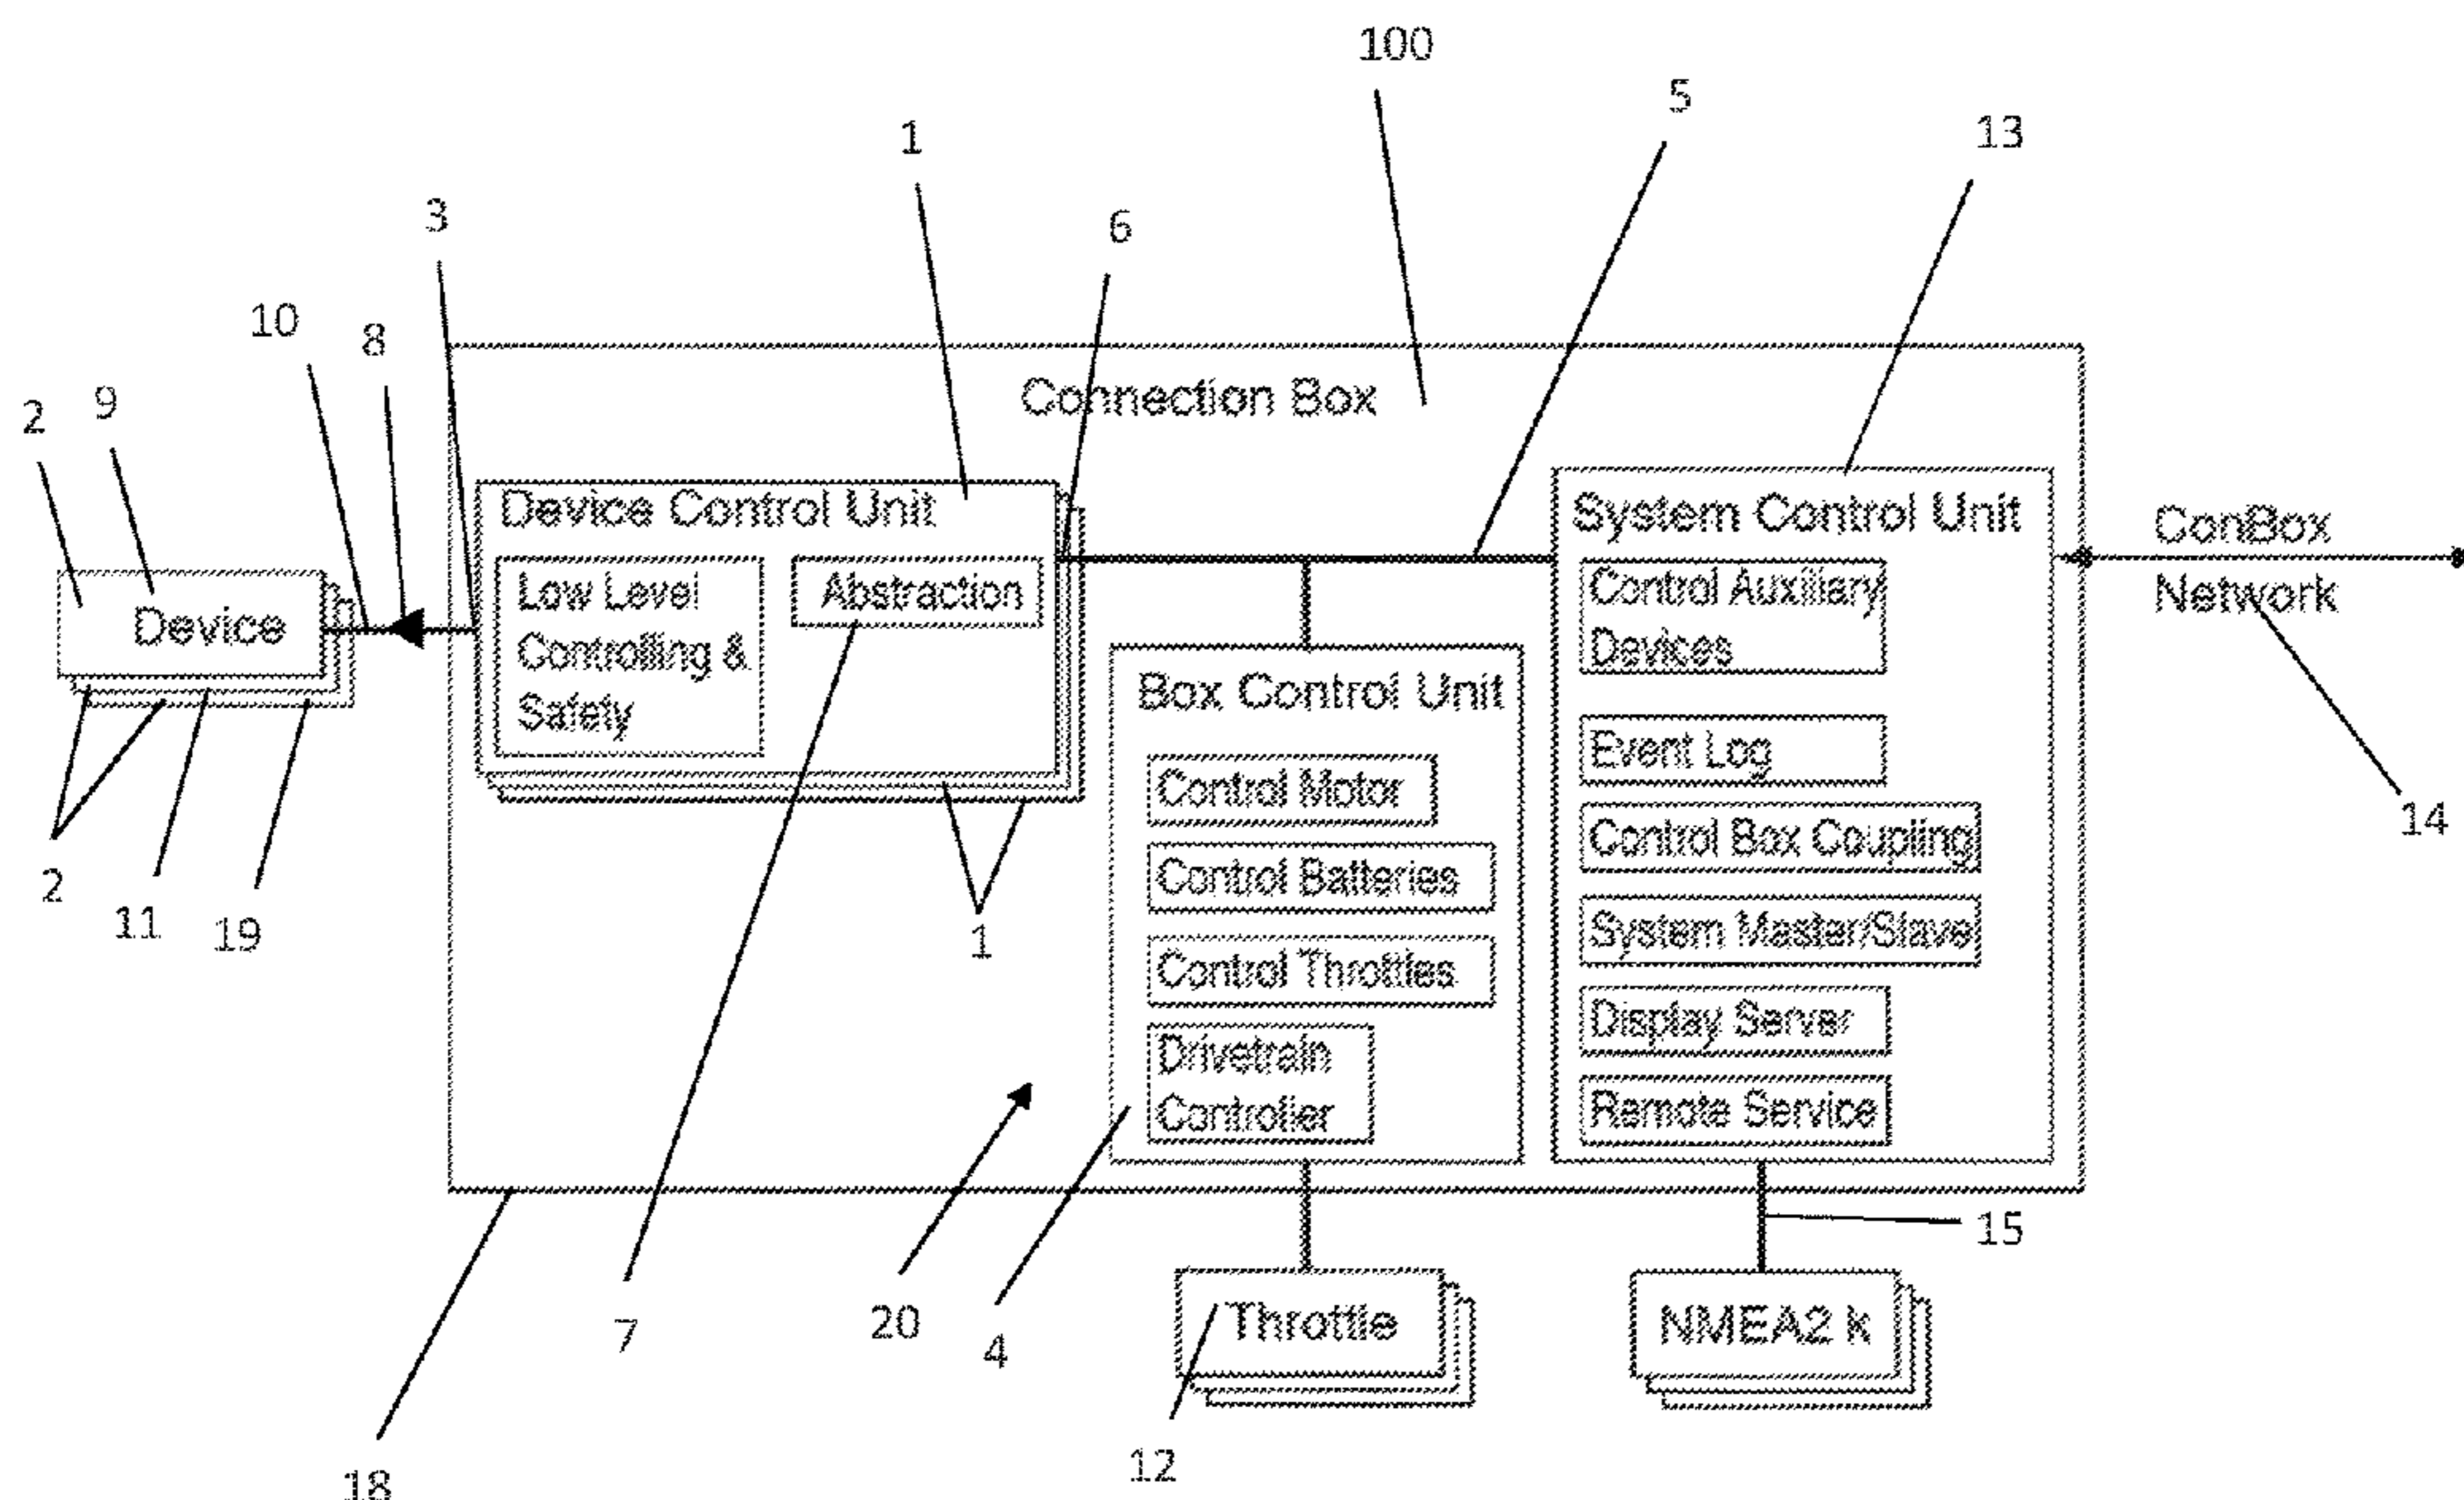 100
5
1
13
3
6
10
8
Connection Box
2
9
Device Control Unit
System Control Unit
ConBox
Network
Low Level
Controlling &
Safety
Abstraction
Control Auxiliary
Devices
Device
Box Control Unit
Event Log
Control Motor
Control Box Coupling
14
Control Batteries
2
11
19
1
System Master/Slave
Control Throttles
Display Server
Drivetrain
Controller
Remote Service
15
20
4
7
Throttle
NMEA2 k
12
18